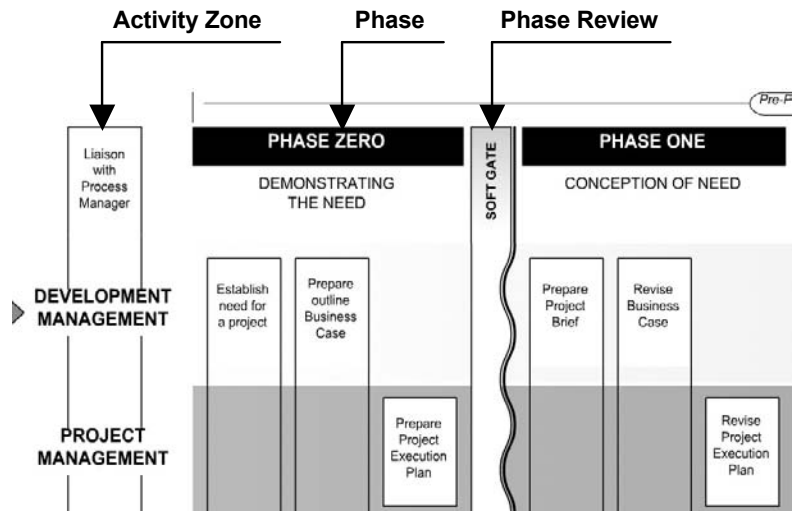 Activity Zone
Phase
Phase Review
Pre-P
Liaison
with
Process
Manager
PHASE ZERO
SOFT GATE
PHASE ONE
DEMONSTRATING
THE NEED
CONCEPTION OF NEED
DEVELOPMENT
MANAGEMENT
Establish
need for
a project
Prepare
outline
Business
Case
Prepare
Project
Brief
Revise
Business
Case
PROJECT
MANAGEMENT
Prepare
Project
Execution
Plan
Revise
Project
Execution
Plan